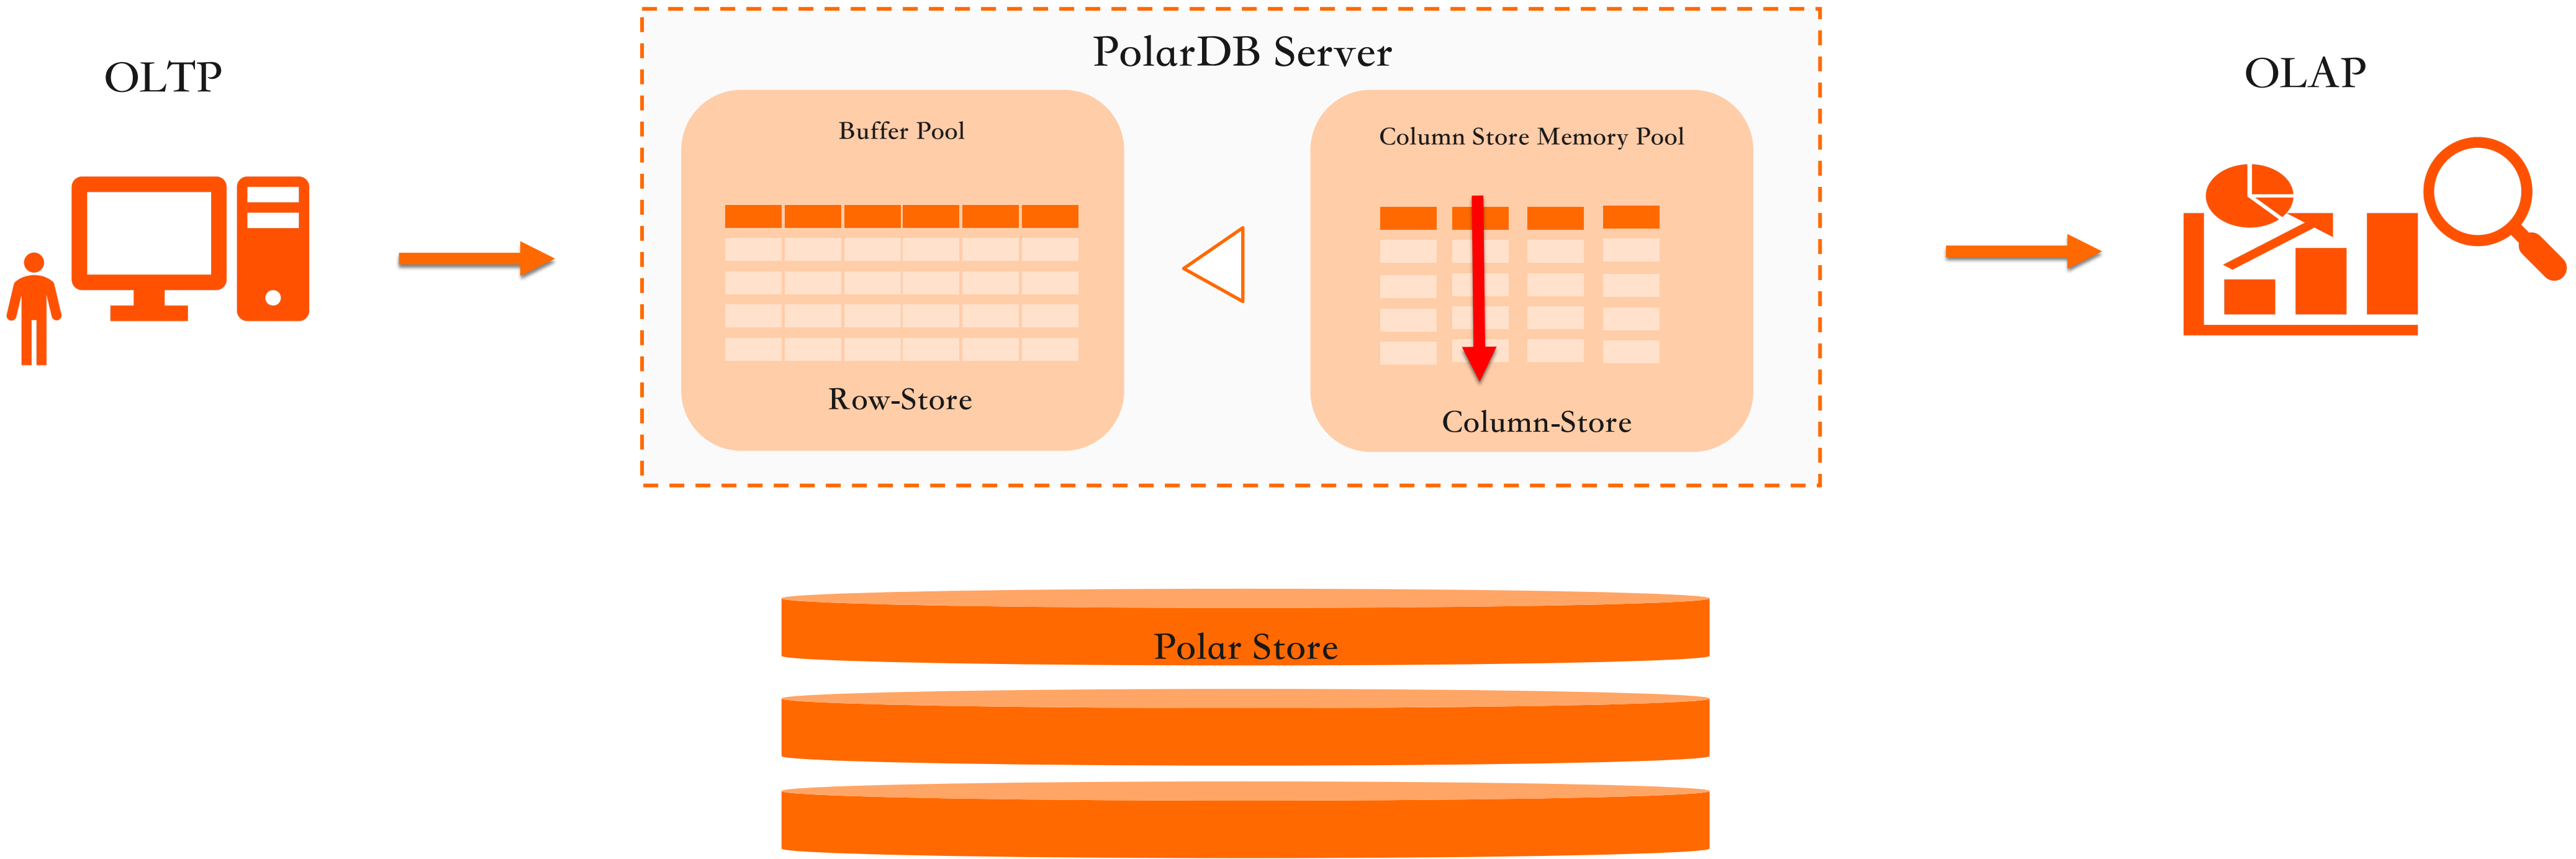 PolarDB Server
OLTP
OLAP
Buffer Pool
Column Store Memory Pool
Row-Store
Column-Store
Polar Store